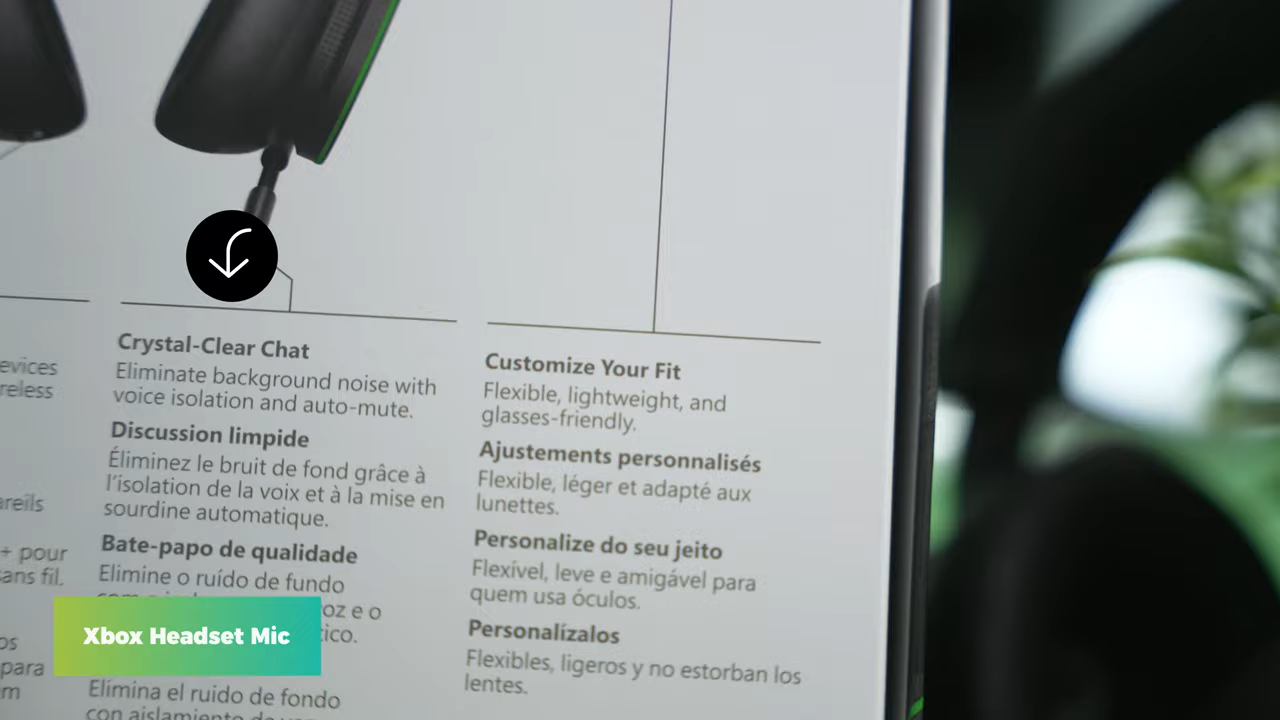 evices
reless
areils
+ pour
ans fil.
os
para
m
Crystal-Clear Chat
Eliminate background noise with
voice isolation and auto-mute.
Discussion limpide
Éliminez le bruit de fond grâce à
l'isolation de la voix et à la mise en
sourdine automatique.
Bate-papo de qualidade
Elimine o ruído de fundo
oz e o
ico.
Elimina el ruido de fondo
con aislamiento de
Customize Your Fit
Flexible, lightweight, and
glasses-friendly.
Ajustements personnalisés
Flexible, léger et adapté aux
lunettes.
Personalize do seu jeito
Flexível, leve e amigável para
quem usa óculos.
Personalízalos
Flexibles, ligeros y no estorban los
lentes.
Xbox Headset Mic